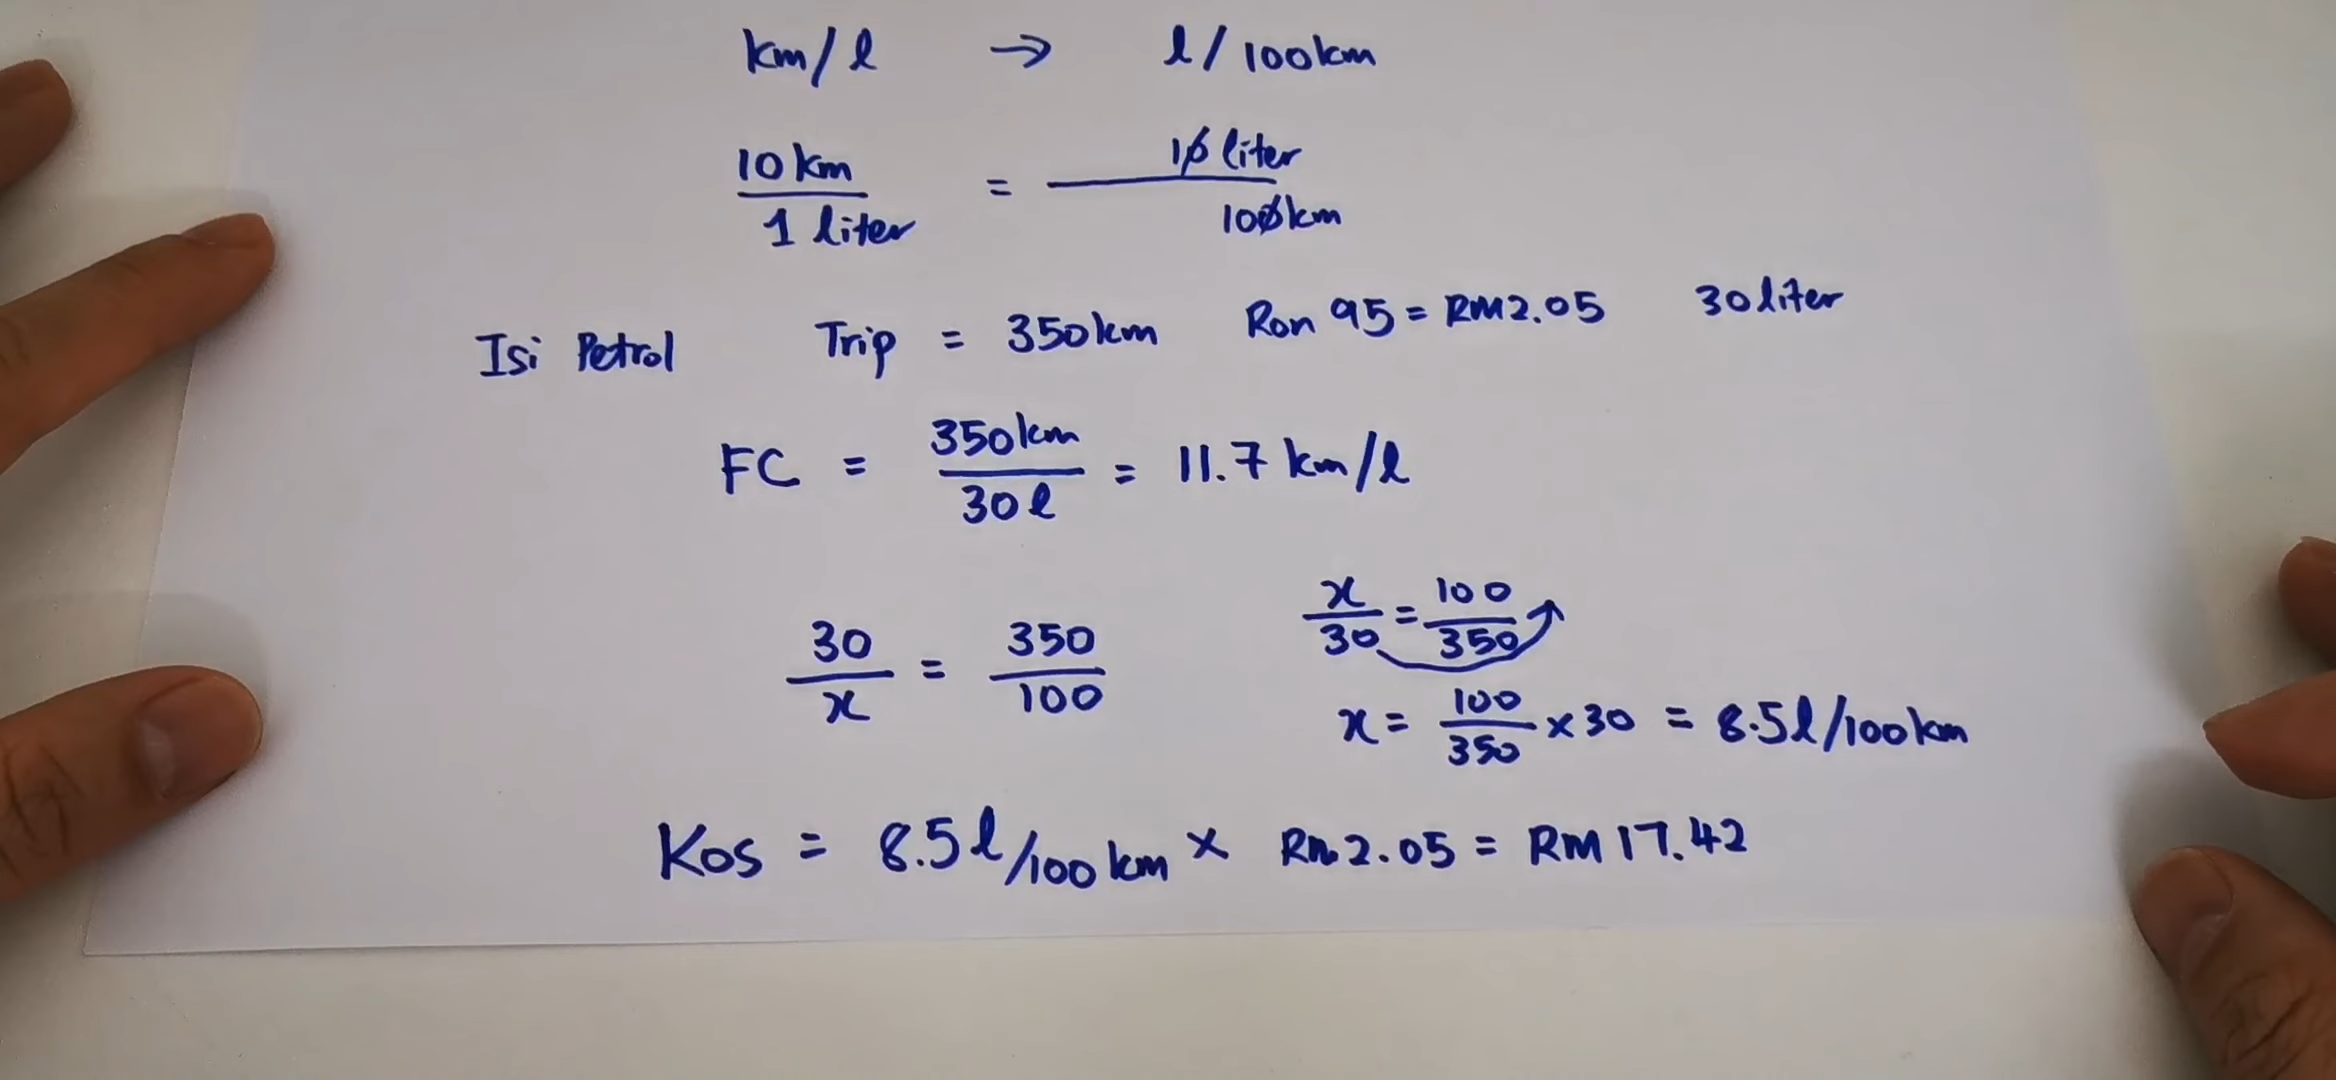 km/l → l/100km
10km / 1 liter = 10 liter / 100km
Isi Petrol Trip = 350km Ron 95 = RM2.05 30 liter
FC = 350km / 30l = 11.7 km/l
30 / x = 350 / 100
x / 30 = 100 / 350
x = 100 / 350 x 30 = 8.5l/100km
Kos = 8.5l/100km x RM2.05 = RM17.42